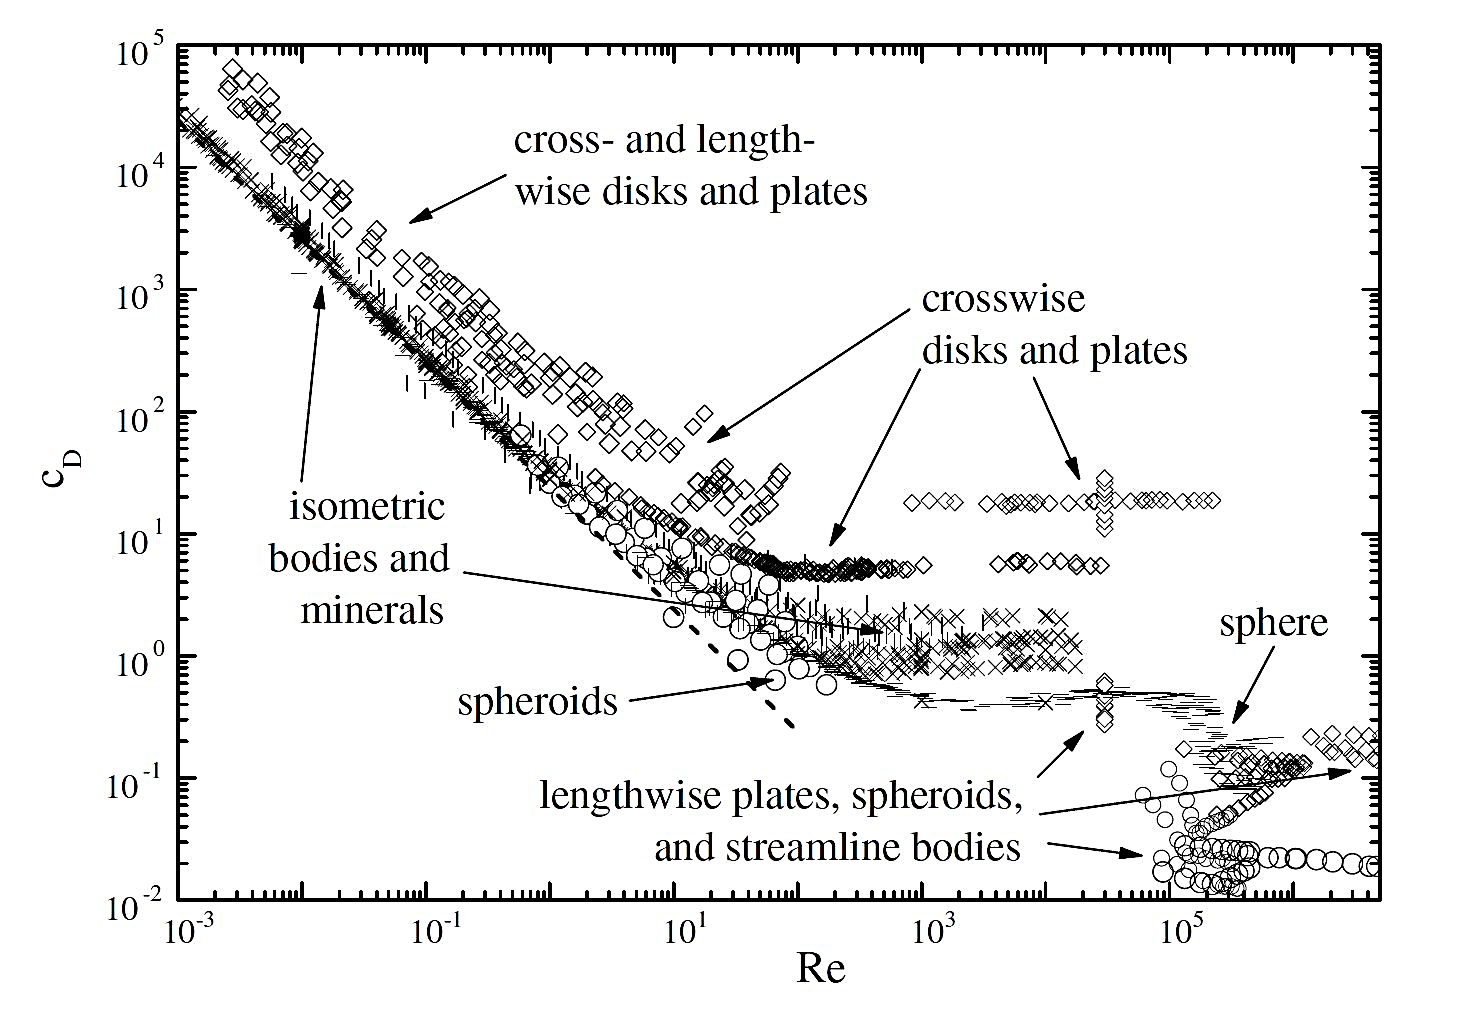 10^5
10^4
10^3
10^2
10^1
10^0
10^-1
10^-2
c_D
cross- and length-
wise disks and plates
crosswise
disks and plates
isometric
bodies and
minerals
sphere
spheroids
lengthwise plates, spheroids,
and streamline bodies
10^-3
10^-1
10^1
10^3
10^5
Re